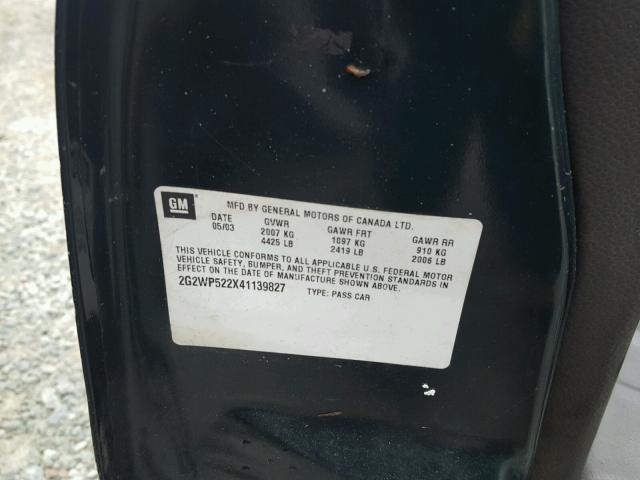 GM MFD BY GENERAL MOTORS OF CANADA LTD.
DATE GVWR GAWR FRT GAWR RR
05/03 2007 KG 1097 KG 910 KG
4425 LB 2419 LB 2006 LB
THIS VEHICLE CONFORMS TO ALL APPLICABLE U.S. FEDERAL MOTOR
VEHICLE SAFETY, BUMPER, AND THEFT PREVENTION STANDARDS IN
EFFECT ON THE DATE OF MANUFACTURE SHOWN ABOVE.
2G2WP522X41139827 TYPE: PASS CAR